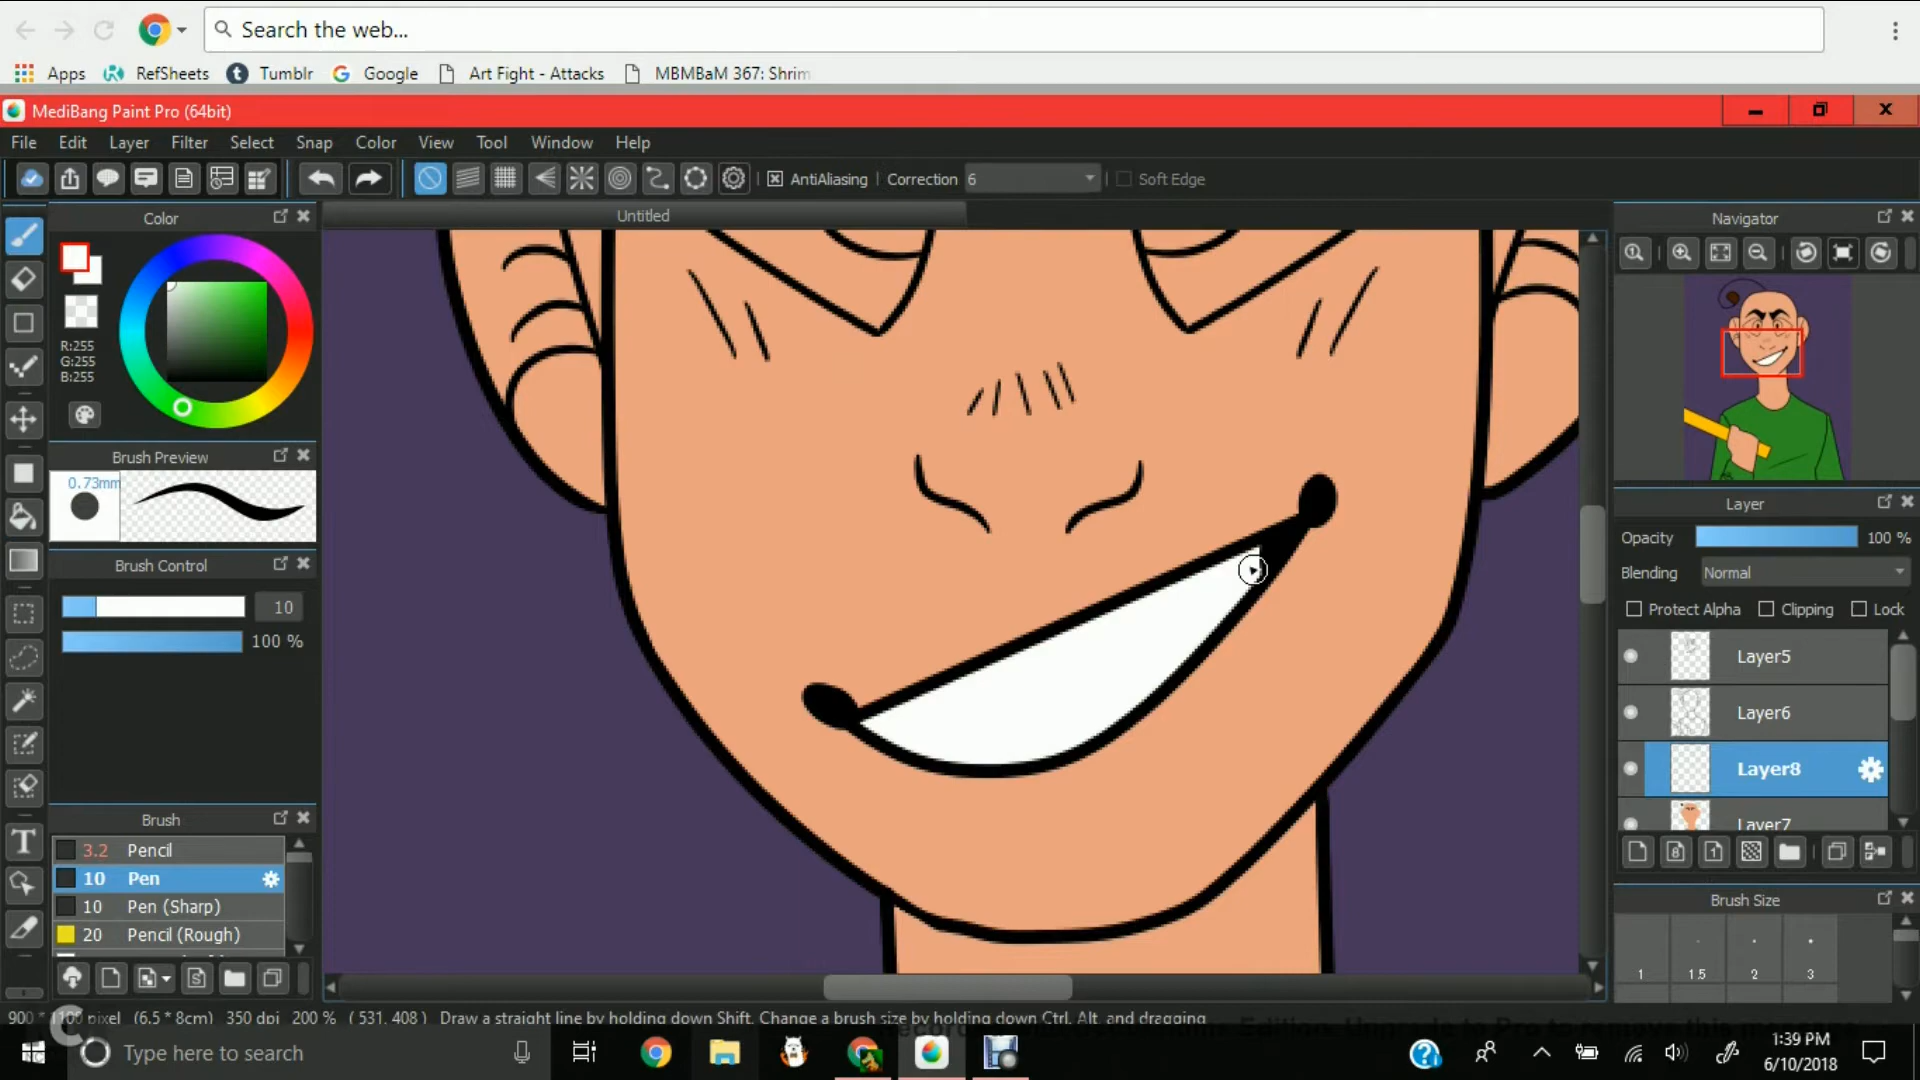 Search the web...
Apps RefSheets Tumblr Google Art Fight - Attacks MBMBaM 367: Shrim
MediBang Paint Pro (64bit)
File Edit Layer Filter Select Snap Color View Tool Window Help
AntiAliasing Correction 6 Soft Edge
Color
R:255
G:255
B:255
Brush Preview
0.73mm
Brush Control
10
100 %
Brush
3.2 Pencil
10 Pen
10 Pen (Sharp)
20 Pencil (Rough)
Untitled
Navigator
Layer
Opacity 100 %
Blending Normal
Protect Alpha Clipping Lock
Layer5
Layer6
Layer8
Layer7
8 1
Brush Size
1 1.5 2 3
900 * 1100 pixel (6.5 * 8cm) 350 dpi 200 % ( 531, 408 ) Draw a straight line by holding down Shift. Change a brush size by holding down Ctrl, Alt, and dragging
Type here to search
1:39 PM
6/10/2018